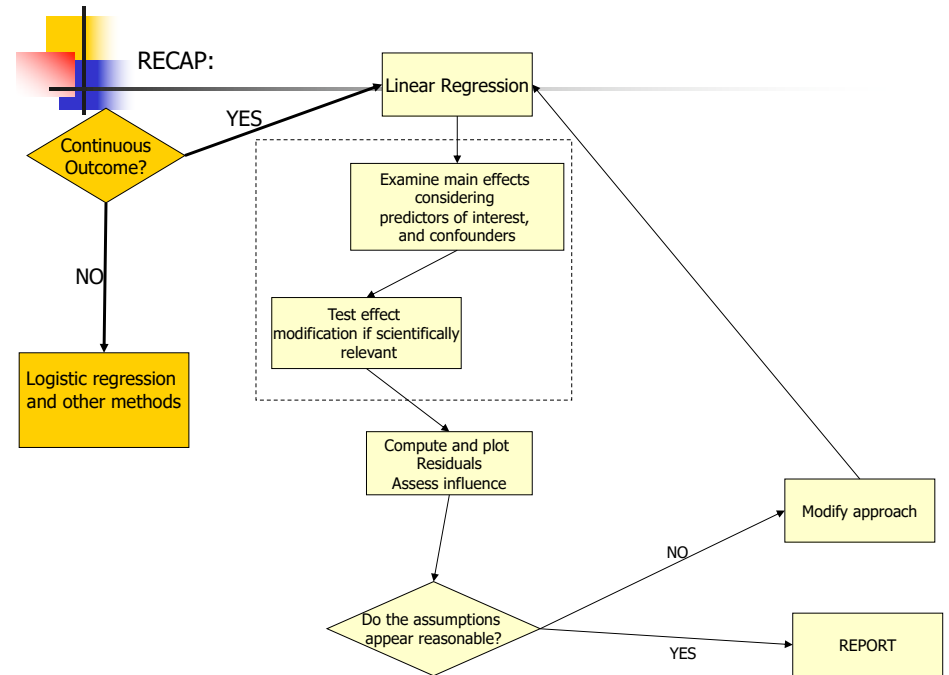 RECAP:
Linear Regression
YES
Continuous
Outcome?
Examine main effects
considering
predictors of interest,
and confounders
NO
Test effect
modification if scientifically
relevant
Logistic regression
and other methods
Compute and plot
Residuals
Assess influence
Modify approach
NO
Do the assumptions
appear reasonable?
YES
REPORT